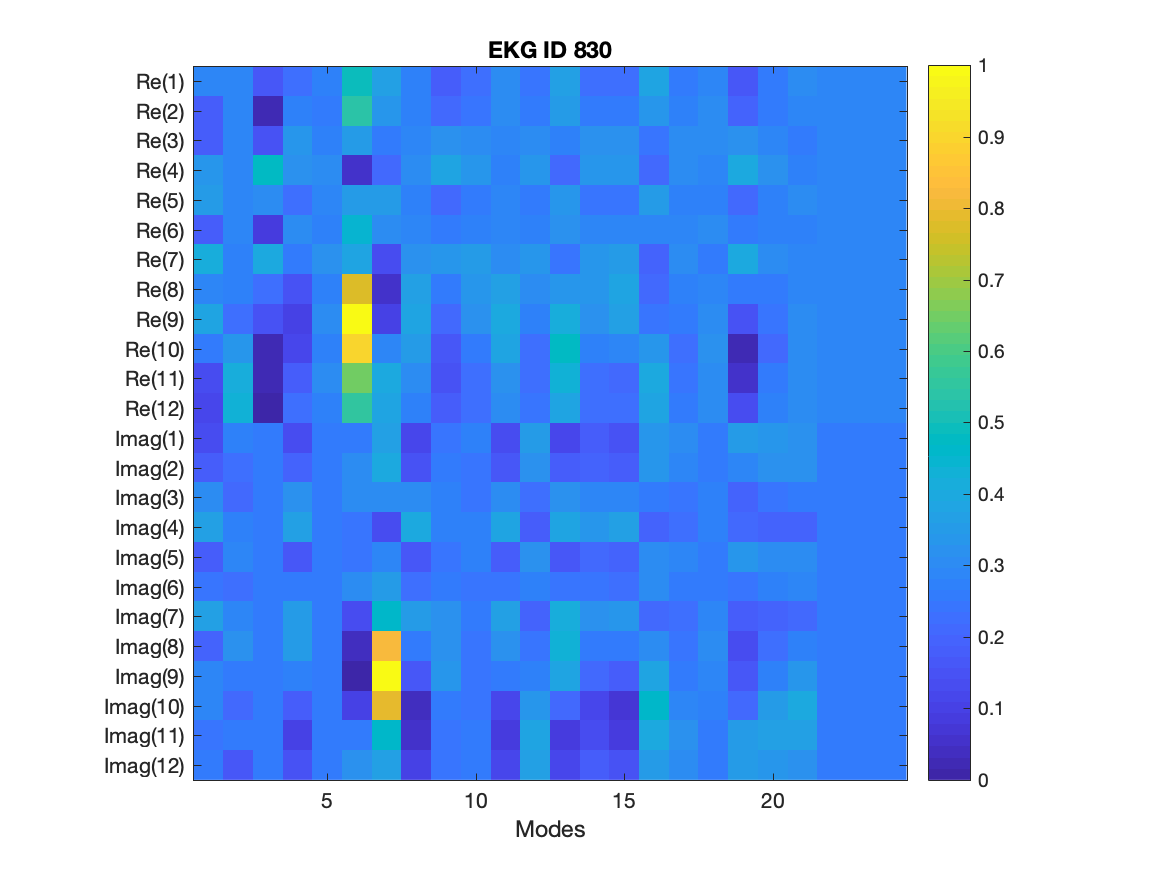 EKG ID 830
Re(1)
Re(2)
Re(3)
Re(4)
Re(5)
Re(6)
Re(7)
Re(8)
Re(9)
Re(10)
Re(11)
Re(12)
Imag(1)
Imag(2)
Imag(3)
Imag(4)
Imag(5)
Imag(6)
Imag(7)
Imag(8)
Imag(9)
Imag(10)
Imag(11)
Imag(12)
5 10 15 20
Modes
1
0.9
0.8
0.7
0.6
0.5
0.4
0.3
0.2
0.1
0